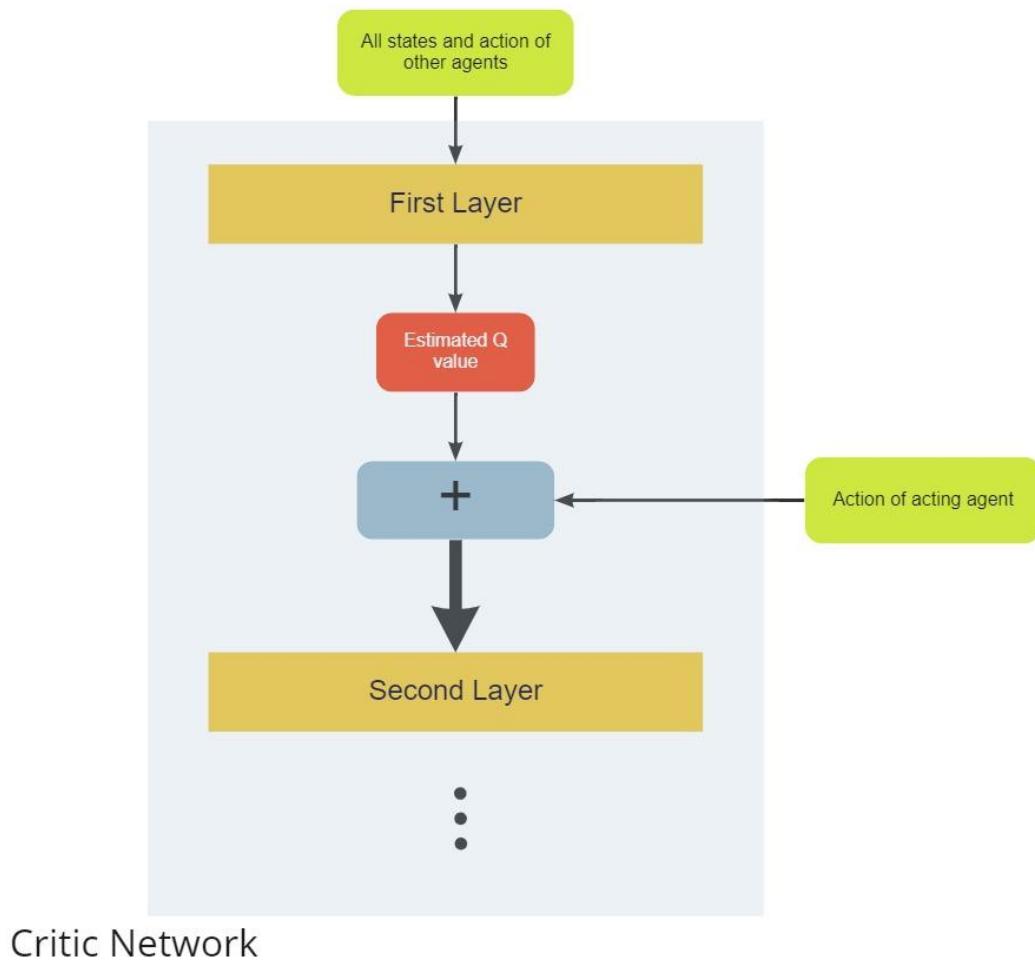 All states and action of
other agents
First Layer
Estimated Q
value
+
Action of acting agent
Second Layer
Critic Network